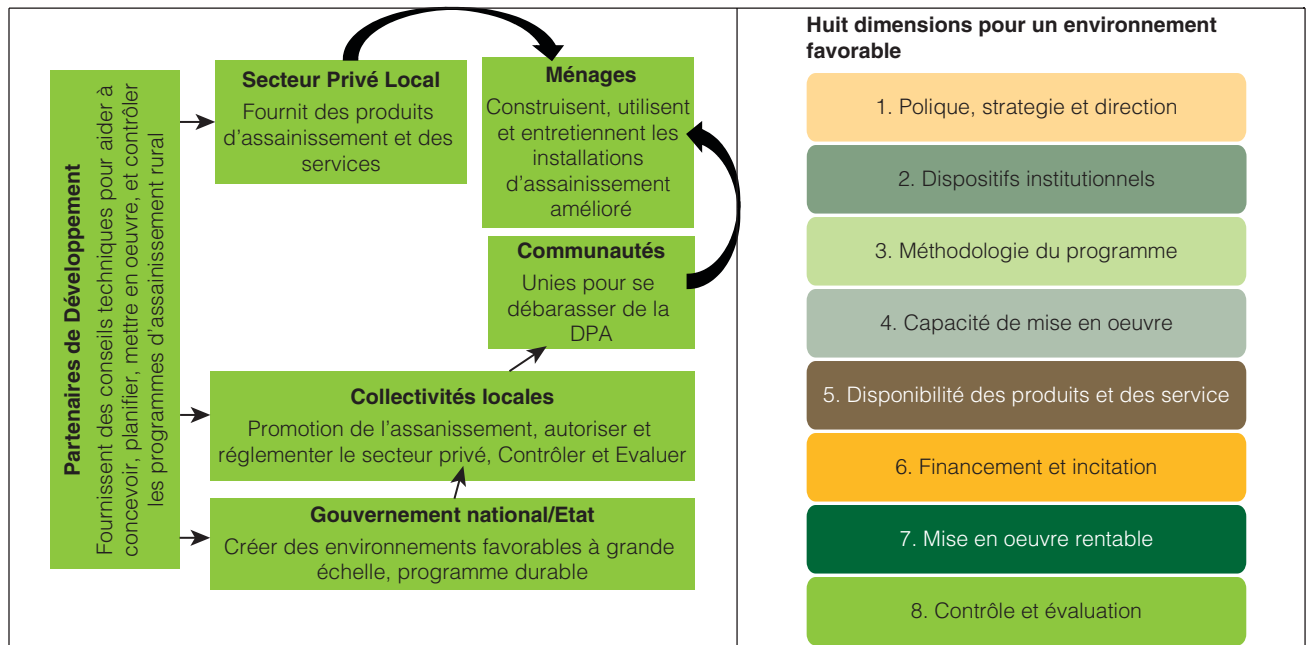 Partenaires de Développement
Fournissent des conseils techniques pour aider à
concevoir, planifier, mettre en oeuvre, et contrôler
les programmes d'assainissement rural
Secteur Privé Local
Fournit des produits
d'assainissement et des
services
Ménages
Construisent, utilisent
et entretiennent les
installations
d'assainissement
amélioré
Communautés
Unies pour se
débarasser de la
DPA
Collectivités locales
Promotion de l'assanissement, autoriser et
réglementer le secteur privé, Contrôler et Evaluer
Gouvernement national/Etat
Créer des environnements favorables à grande
échelle, programme durable
Huit dimensions pour un environnement
favorable
1. Polique, strategie et direction
2. Dispositifs institutionnels
3. Méthodologie du programme
4. Capacité de mise en oeuvre
5. Disponibilité des produits et des service
6. Financement et incitation
7. Mise en oeuvre rentable
8. Contrôle et évaluation